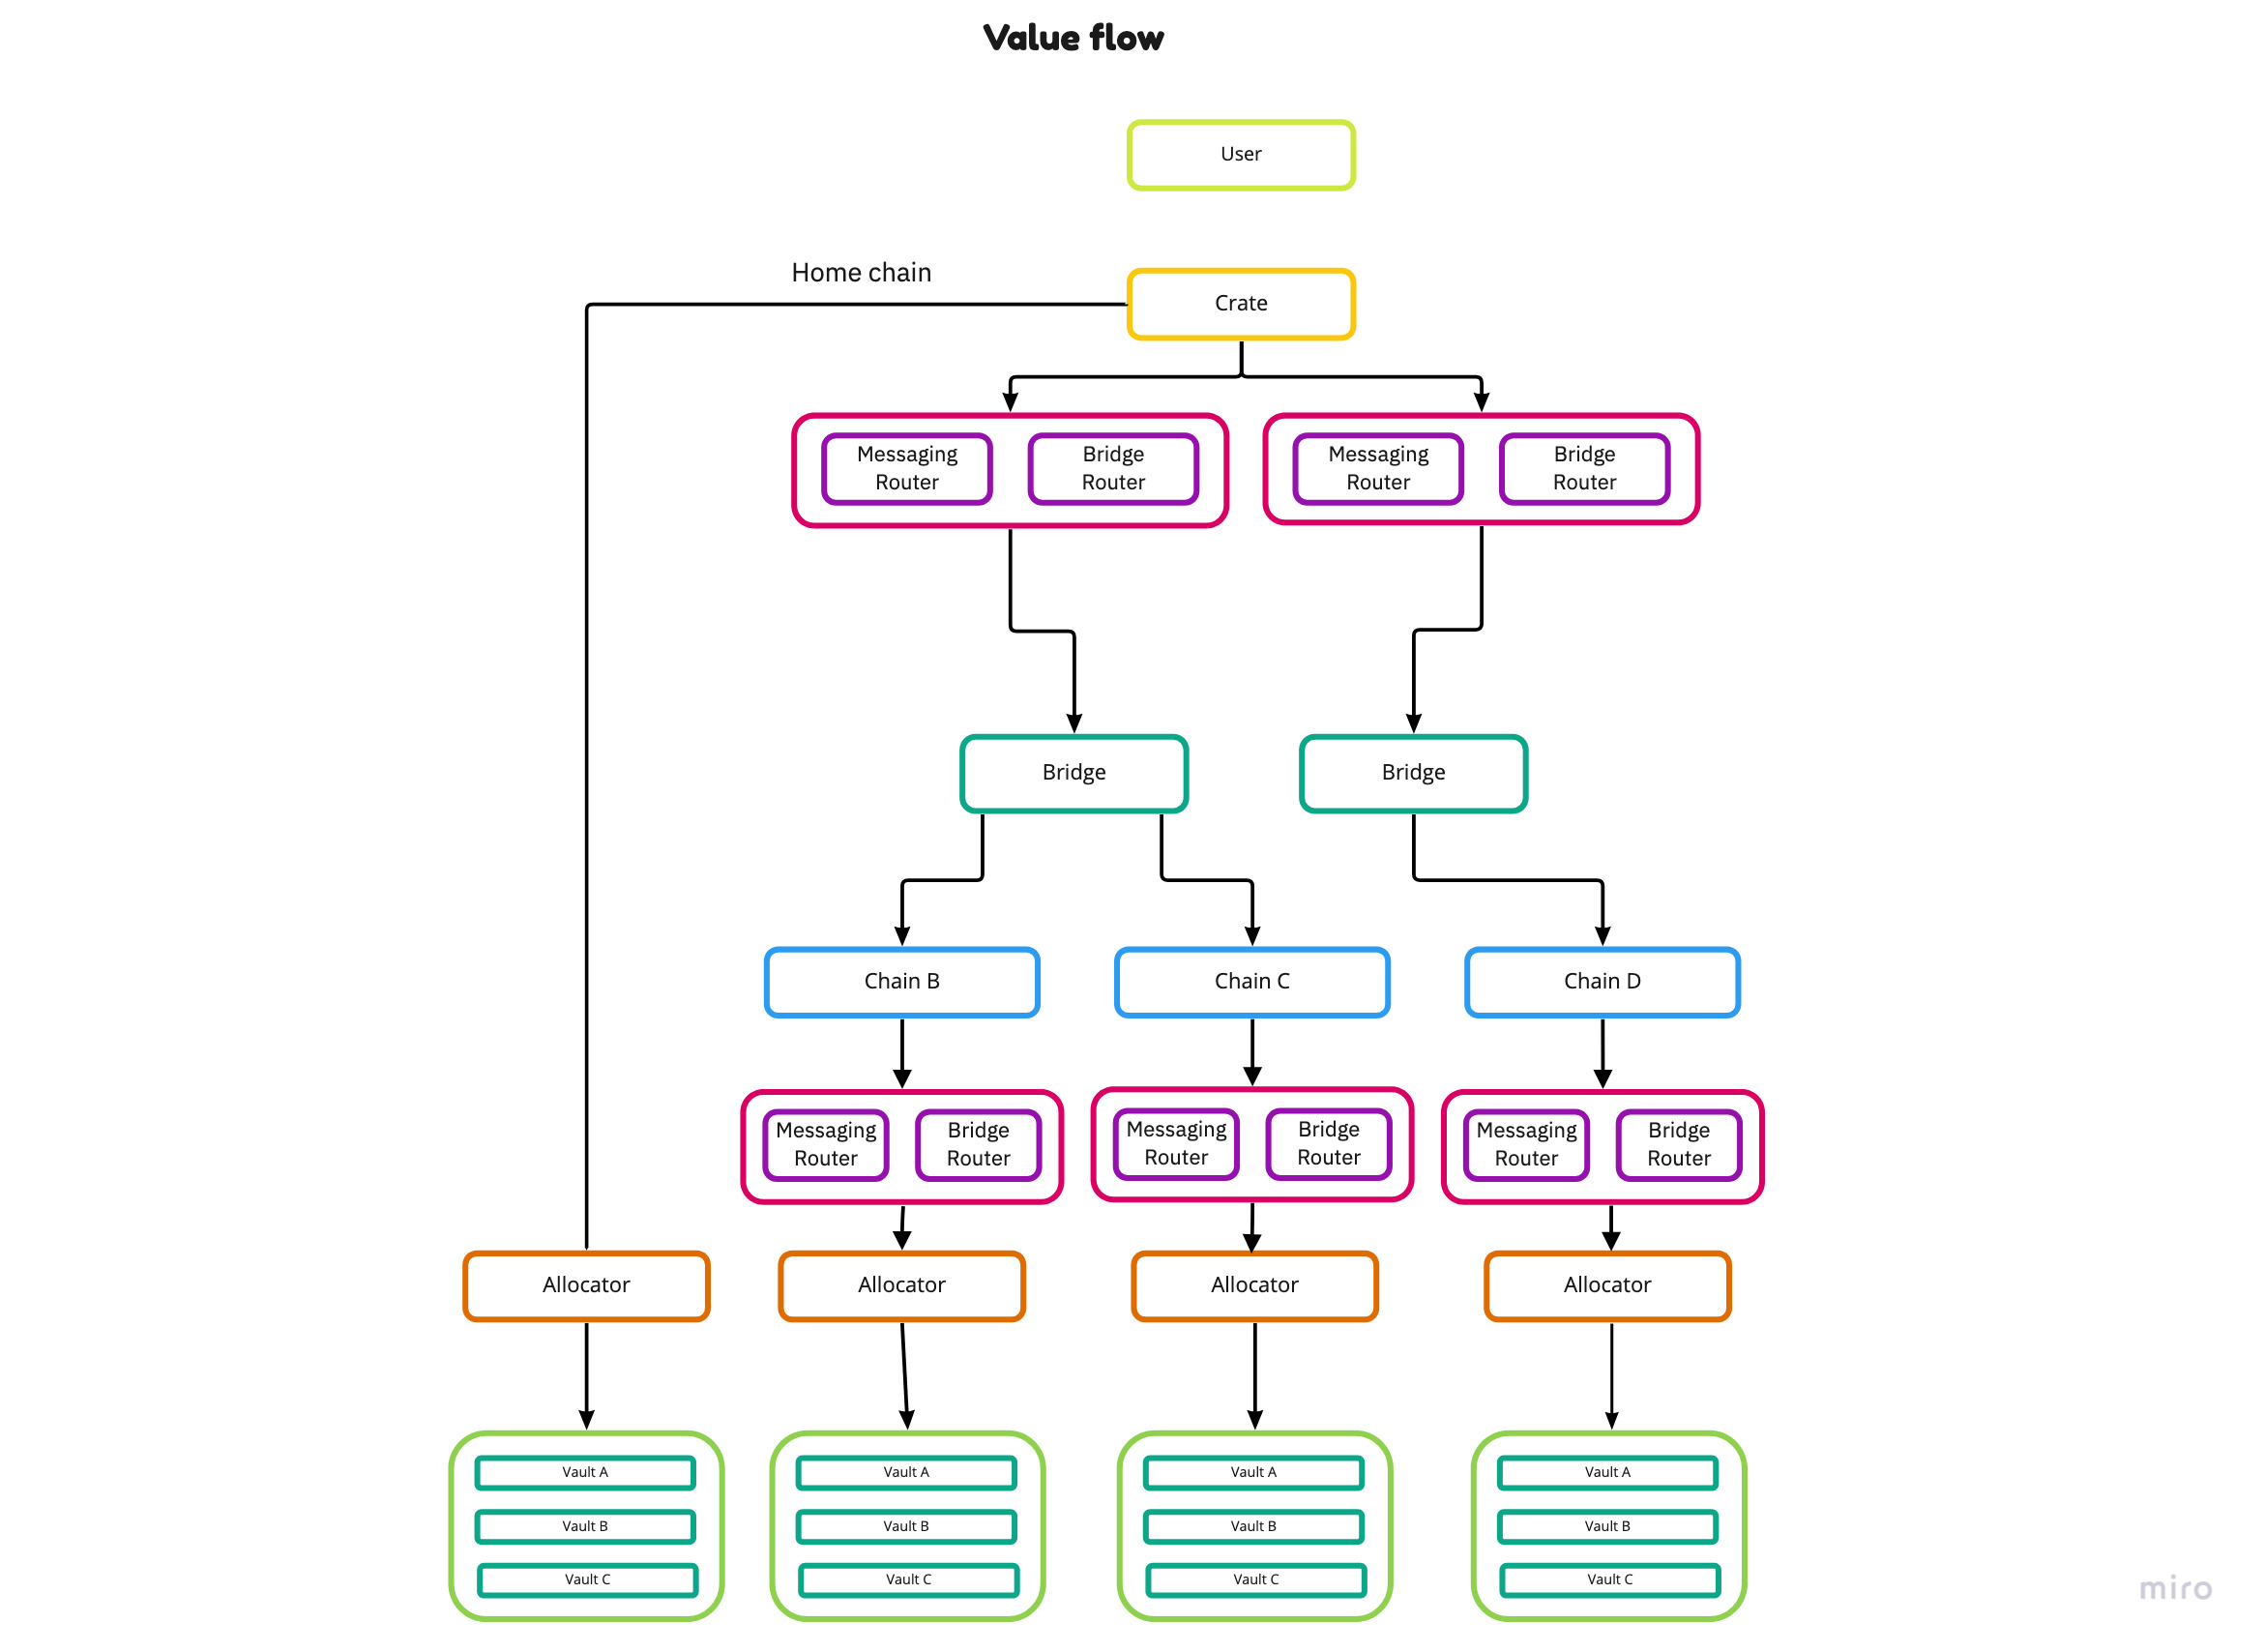 Value flow
User
Home chain
Crate
Messaging
Router
Bridge
Router
Messaging
Router
Bridge
Router
Bridge
Bridge
Chain B
Chain C
Chain D
Messaging
Router
Bridge
Router
Messaging
Router
Bridge
Router
Messaging
Router
Bridge
Router
Allocator
Allocator
Allocator
Allocator
Vault A
Vault B
Vault C
Vault A
Vault B
Vault C
Vault A
Vault B
Vault C
Vault A
Vault B
Vault C
miro